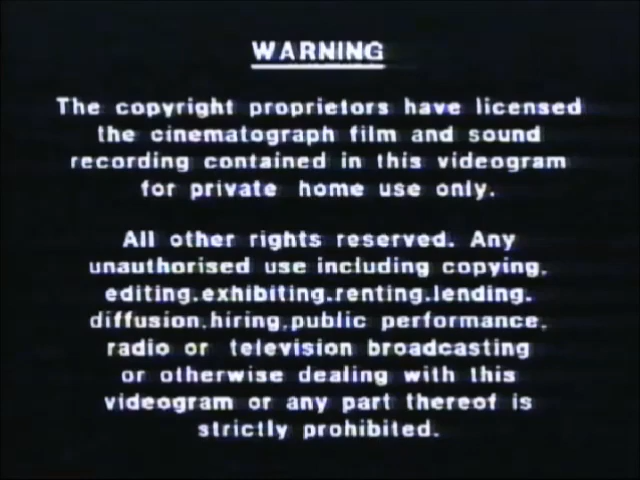 WARNING
The copyright proprietors have licensed
the cinematograph film and sound
recording contained in this videogram
for private home use only.
All other rights reserved. Any
unauthorised use including copying,
editing,exhibiting,renting,lending,
diffusion,hiring,public performance,
radio or television broadcasting
or otherwise dealing with this
videogram or any part thereof is
strictly prohibited.